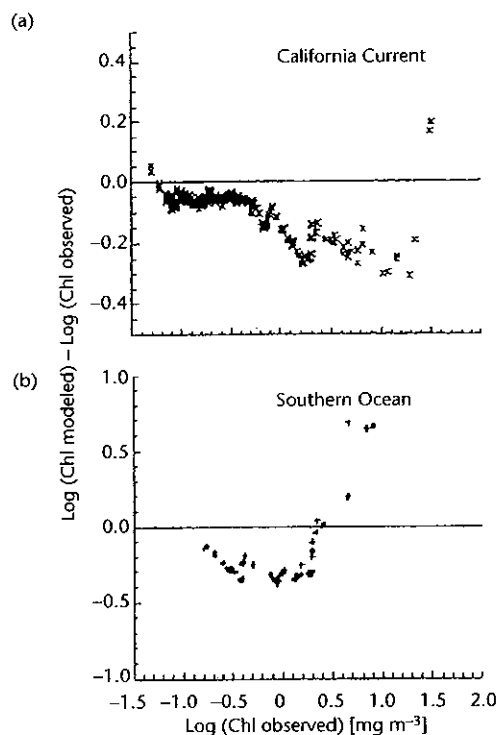 (a)
California Current
0.4
0.2
0.0
−0.2
−0.4
Log (Chl modeled) − Log (Chl observed)
(b)
Southern Ocean
1.0
0.5
0.0
−0.5
−1.0
−1.5 −1.0 −0.5 0 0.5 1.0 1.5 2.0
Log (Chl observed) [mg m⁻³]